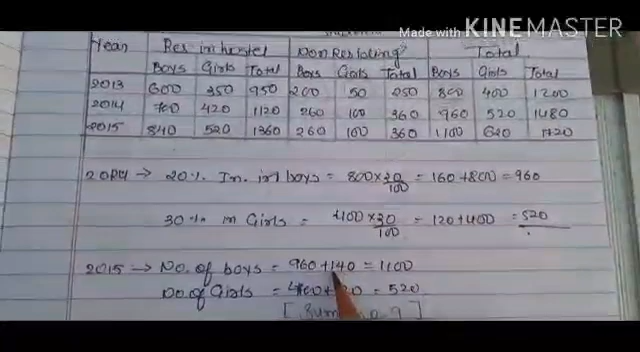 Made with KINEMASTER
Year Res in hostel Non Residing Total
Boys Girls Total Boys Girls Total Boys Girls Total
2013 600 350 950 200 50 250 800 400 1200
2014 700 420 1120 260 100 360 960 520 1480
2015 840 520 1360 260 100 360 1100 620 1720
2014 → 20% In. in boys = 800 × 20/100 = 160 + 800 = 960
30% in Girls = 400 × 30/100 = 120 + 400 = 520
2015 → No. of boys = 960 + 140 = 1100
No of Girls = 520